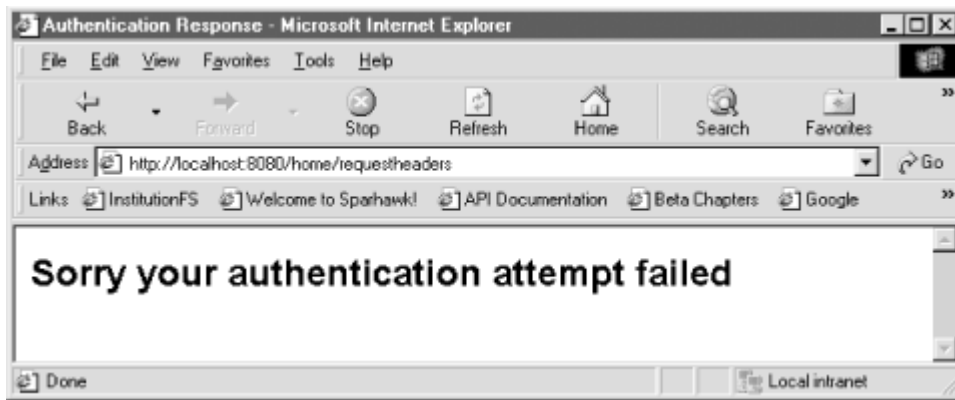 Authentication Response - Microsoft Internet Explorer
File Edit View Favorites Tools Help
Back Forward Stop Refresh Home Search Favorites »
Address http://localhost:8080/home/requestheaders Go
Links InstitutionFS Welcome to Sparhawk! API Documentation Beta Chapters Google »
Sorry your authentication attempt failed
Done Local intranet